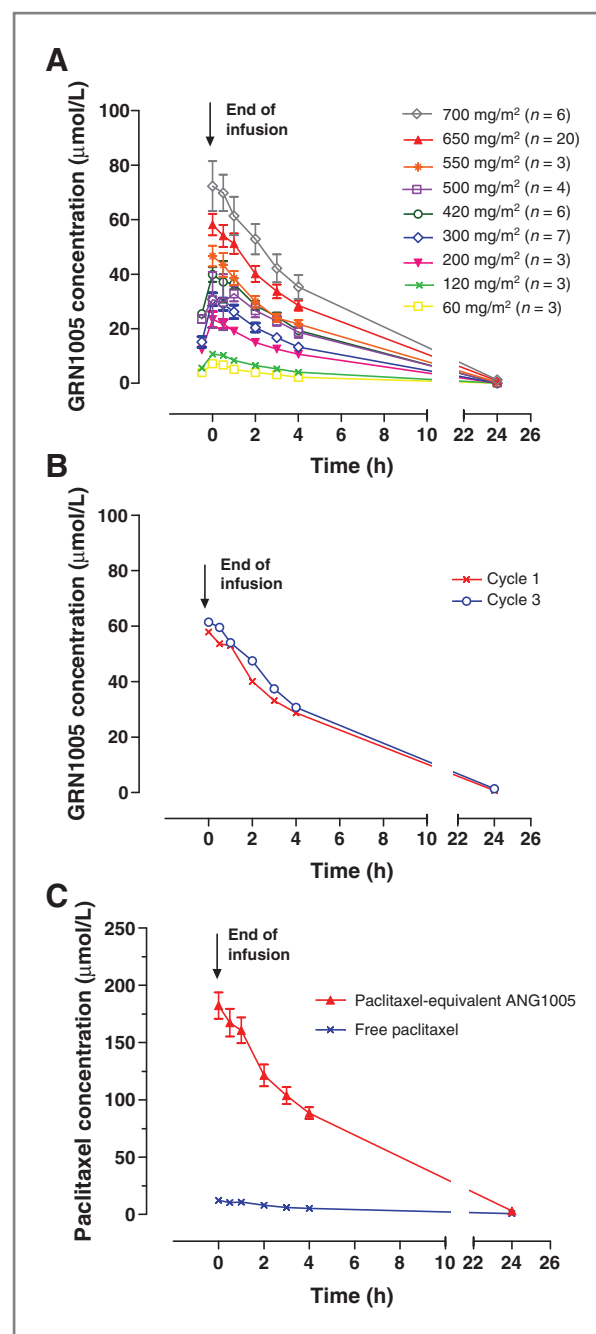 A
GRN1005 concentration (μmol/L)
100
80
60
40
20
0
End of
infusion
700 mg/m² (n = 6)
650 mg/m² (n = 20)
550 mg/m² (n = 3)
500 mg/m² (n = 4)
420 mg/m² (n = 6)
300 mg/m² (n = 7)
200 mg/m² (n = 3)
120 mg/m² (n = 3)
60 mg/m² (n = 3)
0 2 4 6 8 10 22 24 26
Time (h)
B
GRN1005 concentration (μmol/L)
100
80
60
40
20
0
End of
infusion
Cycle 1
Cycle 3
0 2 4 6 8 10 22 24 26
Time (h)
C
Paclitaxel concentration (μmol/L)
250
200
150
100
50
25
0
End of
infusion
Paclitaxel-equivalent ANG1005
Free paclitaxel
0 2 4 6 8 10 22 24 26
Time (h)